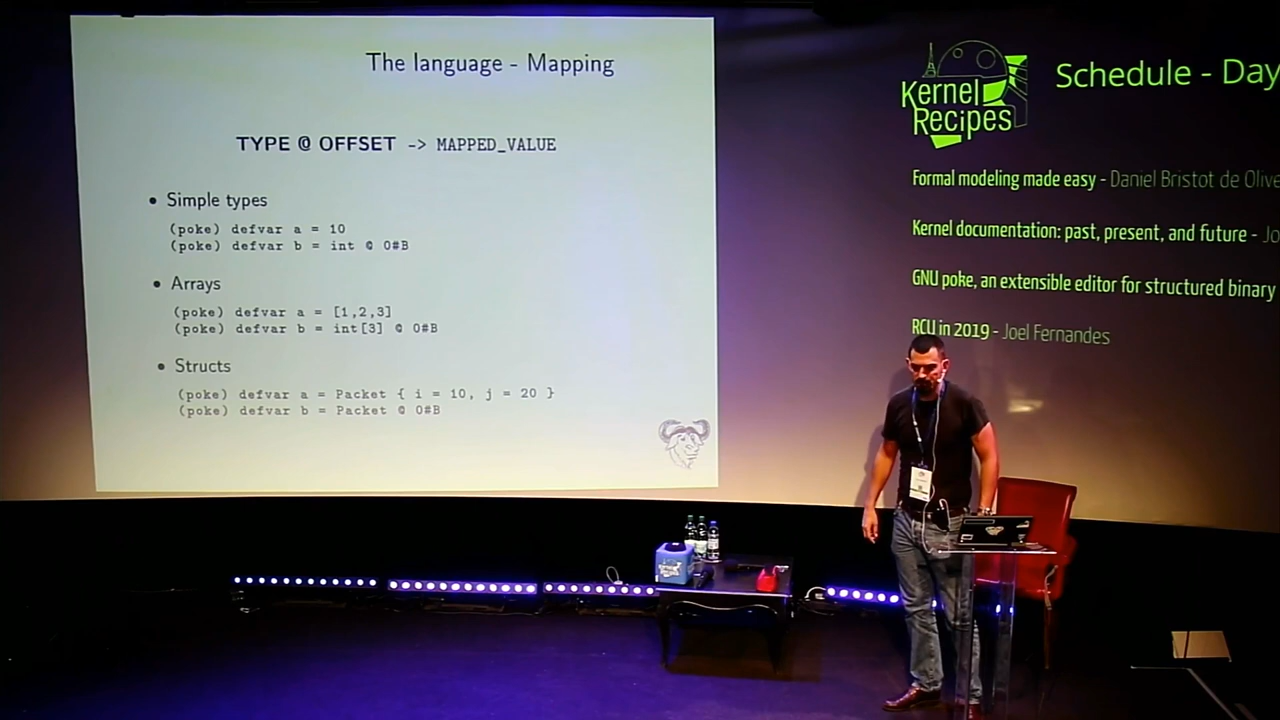 The language - Mapping
TYPE @ OFFSET -> MAPPED_VALUE
• Simple types
(poke) defvar a = 10
(poke) defvar b = int @ 0#B
• Arrays
(poke) defvar a = [1,2,3]
(poke) defvar b = int[3] @ 0#B
• Structs
(poke) defvar a = Packet { i = 10, j = 20 }
(poke) defvar b = Packet @ 0#B
Kernel
Recipes
Schedule - Day
Formal modeling made easy - Daniel Bristot de Olive
Kernel documentation: past, present, and future - Jo
GNU poke, an extensible editor for structured binary
RCU in 2019 - Joel Fernandes
Kernel
Recipes